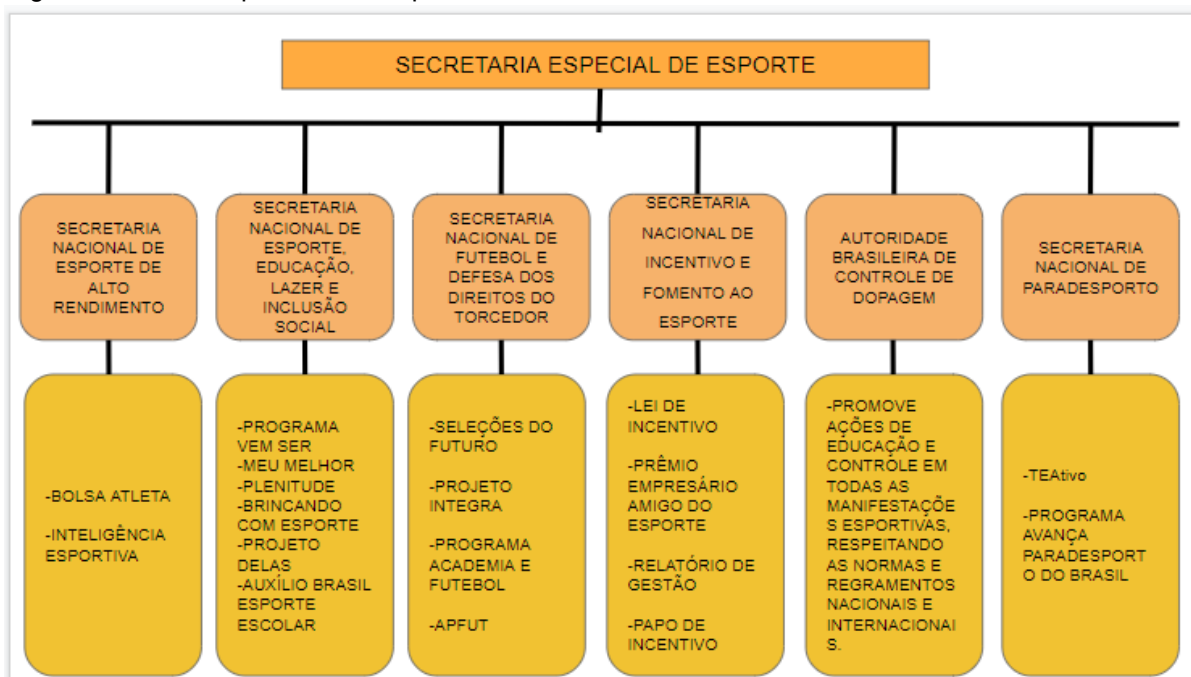 SECRETARIA ESPECIAL DE ESPORTE
SECRETARIA
NACIONAL DE
ESPORTE DE
ALTO
RENDIMENTO
SECRETARIA
NACIONAL DE
ESPORTE,
EDUCAÇÃO,
LAZER E
INCLUSÃO
SOCIAL
SECRETARIA
NACIONAL DE
FUTEBOL E
DEFESA DOS
DIREITOS DO
TORCEDOR
SECRETARIA
NACIONAL DE
INCENTIVO E
FOMENTO AO
ESPORTE
AUTORIDADE
BRASILEIRA DE
CONTROLE DE
DOPAGEM
SECRETARIA
NACIONAL DE
PARADESPORTO
-BOLSA ATLETA
-INTELIGÊNCIA
ESPORTIVA
-PROGRAMA
VEM SER
-MEU MELHOR
-PLENITUDE
-BRINCANDO
COM ESPORTE
-PROJETO
DELAS
-AUXÍLIO BRASIL
ESPORTE
ESCOLAR
-SELEÇÕES DO
FUTURO
-PROJETO
INTEGRA
-PROGRAMA
ACADEMIA E
FUTEBOL
-APFUT
-LEI DE
INCENTIVO
-PRÊMIO
EMPRESÁRIO
AMIGO DO
ESPORTE
-RELATÓRIO DE
GESTÃO
-PAPO DE
INCENTIVO
-PROMOVE
AÇÕES DE
EDUCAÇÃO E
CONTROLE EM
TODAS AS
MANIFESTAÇÕE
S ESPORTIVAS,
RESPEITANDO
AS NORMAS E
REGRAMENTOS
NACIONAIS E
INTERNACIONAI
S.
-TEAtivo
-PROGRAMA
AVANÇA
PARADESPORT
O DO BRASIL